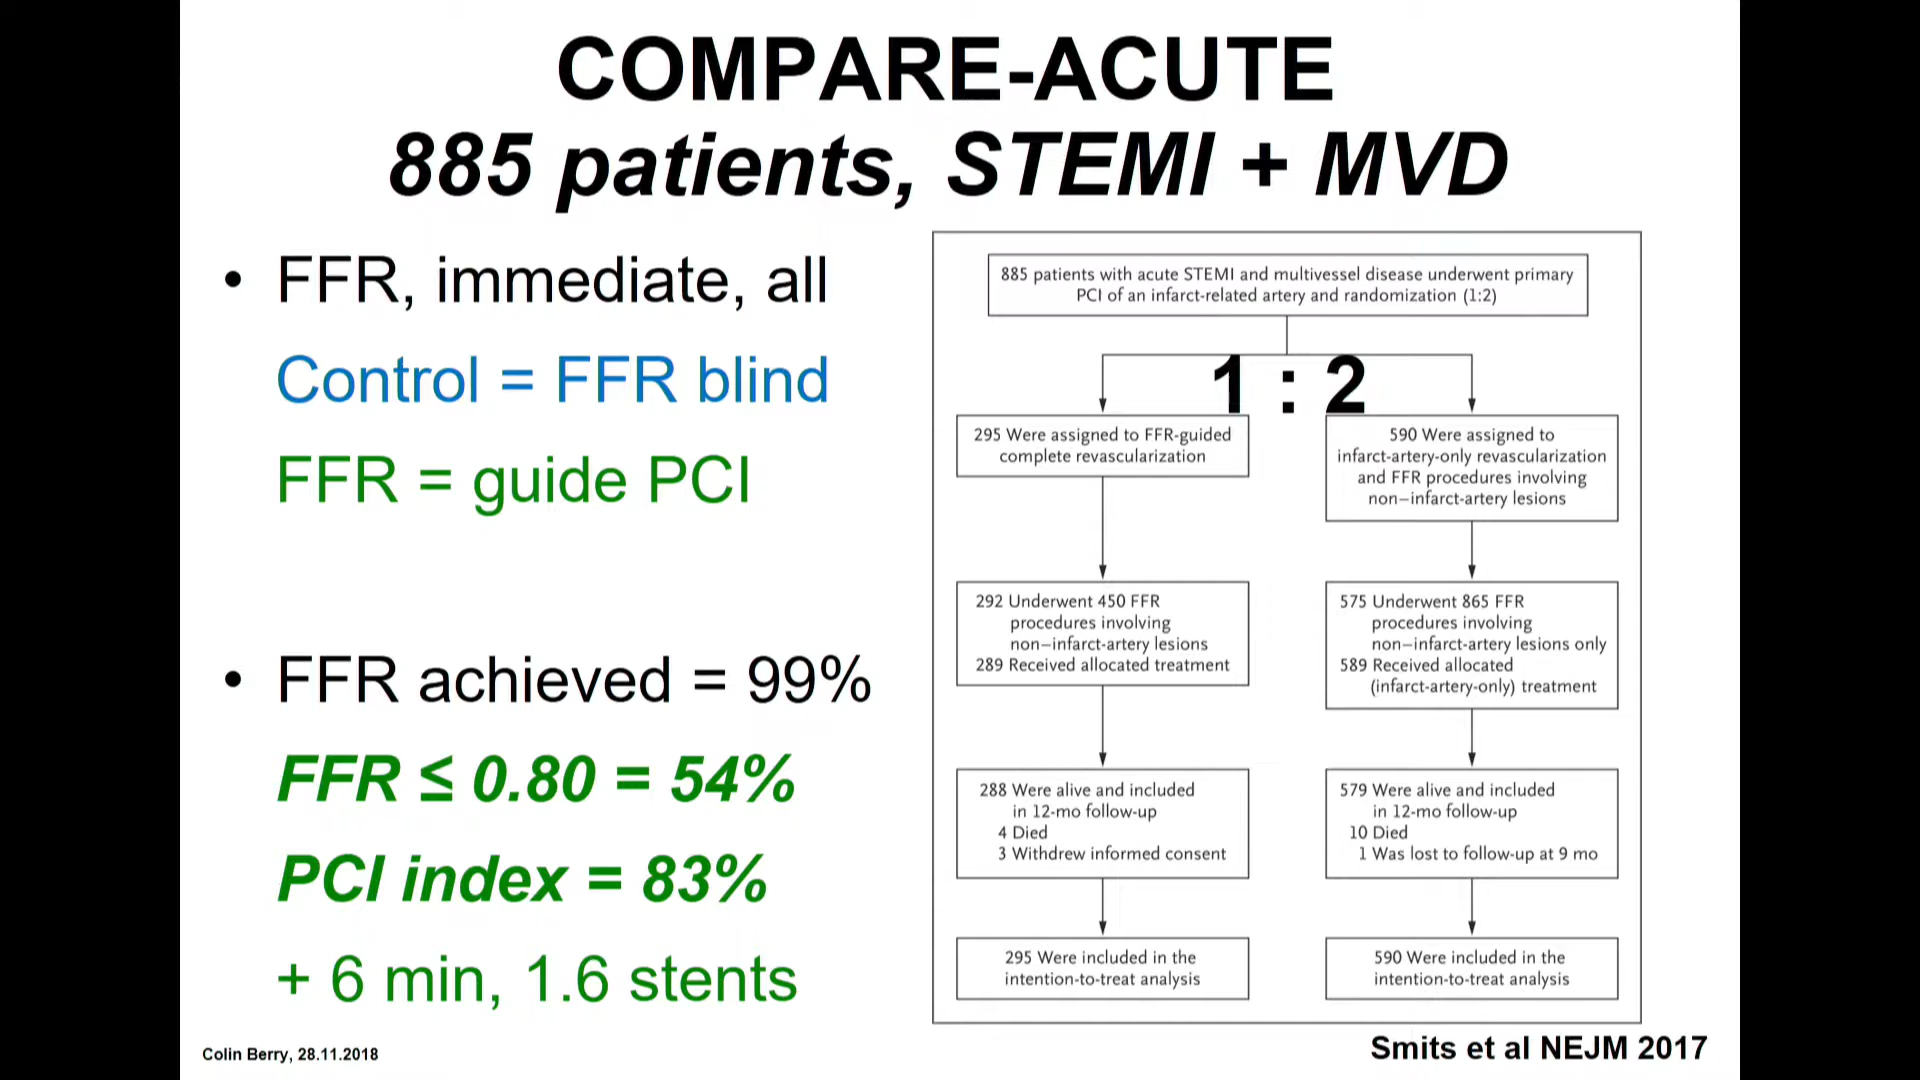 COMPARE-ACUTE
885 patients, STEMI + MVD
• FFR, immediate, all
Control = FFR blind
FFR = guide PCI
• FFR achieved = 99%
FFR ≤ 0.80 = 54%
PCI index = 83%
+ 6 min, 1.6 stents
885 patients with acute STEMI and multivessel disease underwent primary
PCI of an infarct-related artery and randomization (1:2)
1 : 2
295 Were assigned to FFR-guided
complete revascularization
590 Were assigned to
infarct-artery-only revascularization
and FFR procedures involving
non–infarct-artery lesions
292 Underwent 450 FFR
procedures involving
non–infarct-artery lesions
289 Received allocated treatment
575 Underwent 865 FFR
procedures involving
non–infarct-artery lesions only
589 Received allocated
(infarct-artery-only) treatment
288 Were alive and included
in 12-mo follow-up
4 Died
3 Withdrew informed consent
579 Were alive and included
in 12-mo follow-up
10 Died
1 Was lost to follow-up at 9 mo
295 Were included in the
intention-to-treat analysis
590 Were included in the
intention-to-treat analysis
Colin Berry, 28.11.2018
Smits et al NEJM 2017